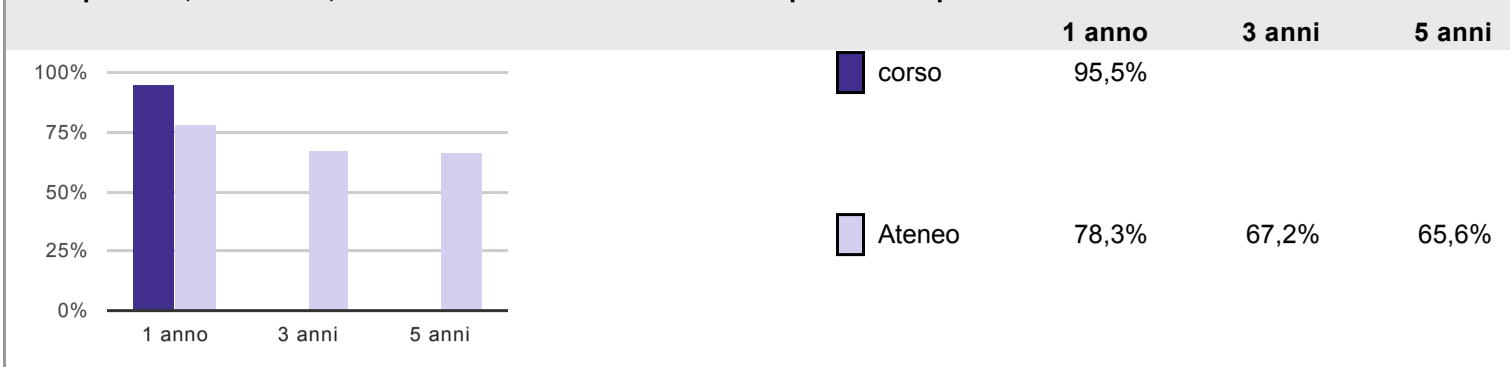 1 anno 3 anni 5 anni
100%
75%
50%
25%
0%
1 anno 3 anni 5 anni
corso 95,5%
Ateneo 78,3% 67,2% 65,6%